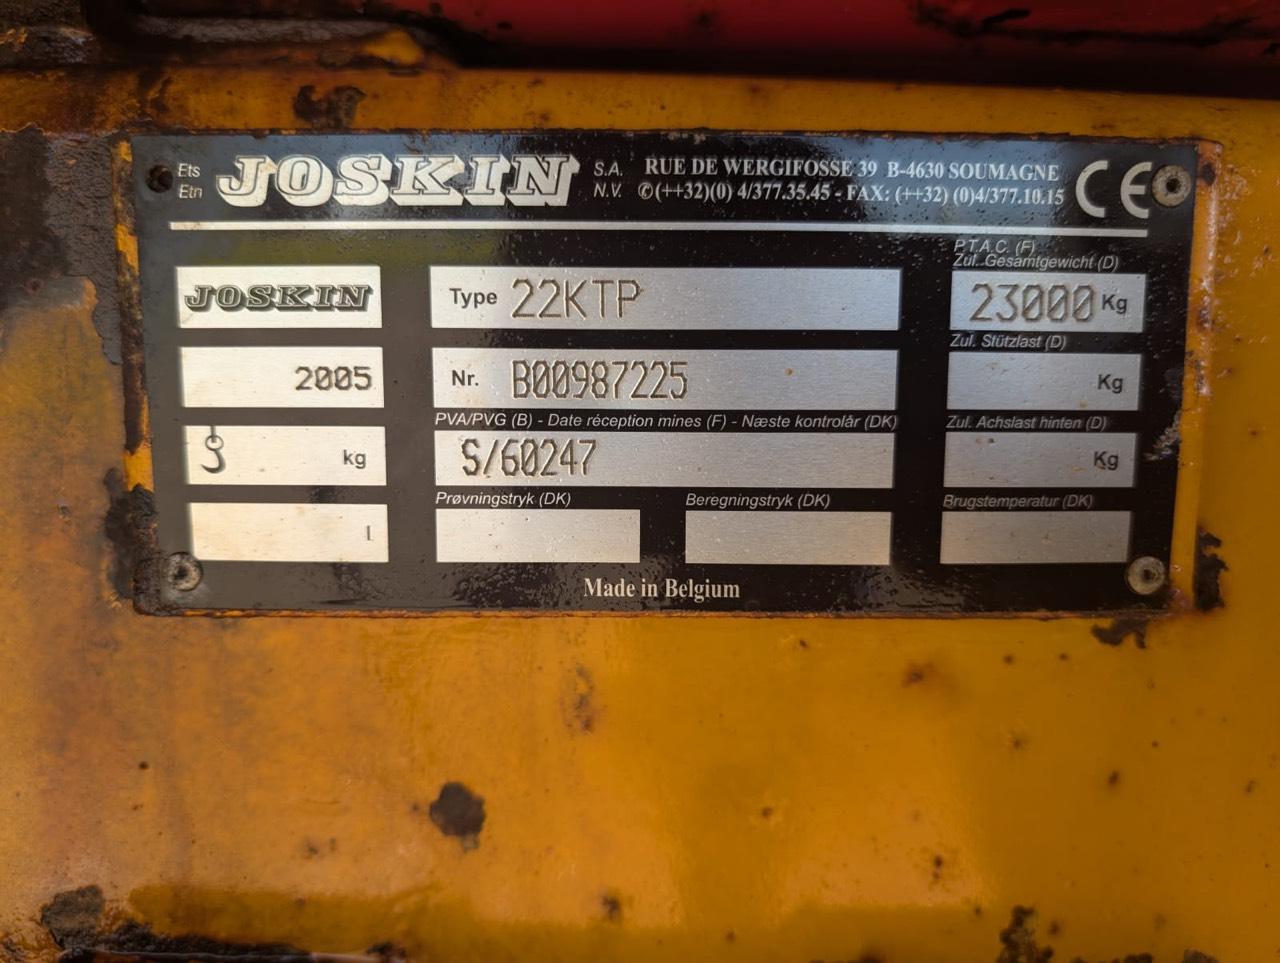 Ets
Etn
JOSKIN
S.A.
N.V.
RUE DE WERGIFOSSE 39 B-4630 SOUMAGNE
✆(++32)(0) 4/377.35.45 - FAX: (++32) (0)4/377.10.15
CE
P.T.A.C. (F)
Zul. Gesamtgewicht (D)
JOSKIN
Type 22KTP
23000 Kg
Zul. Stützlast (D)
2005
Nr. B00987225
Kg
PVA/PVG (B) - Date réception mines (F) - Næste kontrolår (DK)
Zul. Achslast hinten (D)
kg
S/60247
Kg
Prøvningstryk (DK)
Beregningstryk (DK)
Brugstemperatur (DK)
l
Made in Belgium